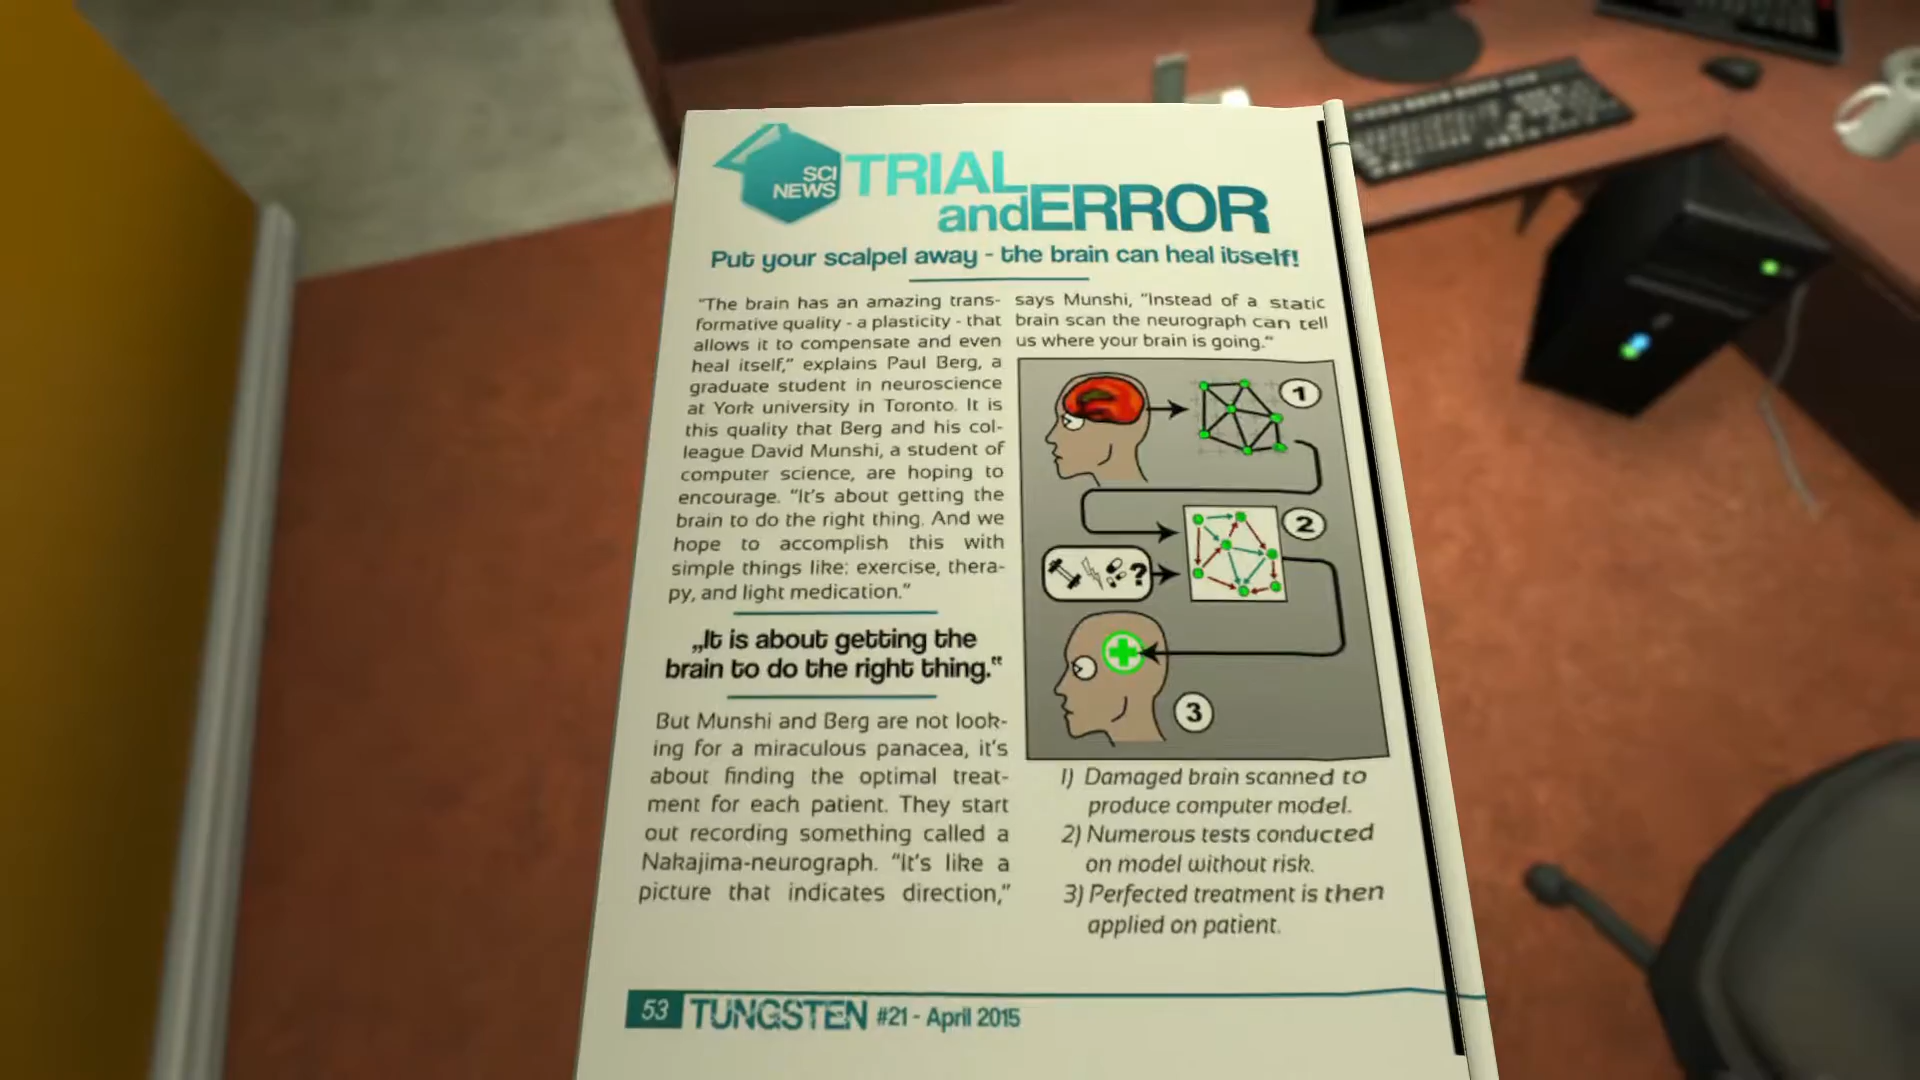 SCI
NEWS
TRIAL
andERROR
Put your scalpel away - the brain can heal itself!
"The brain has an amazing trans-
formative quality - a plasticity - that
allows it to compensate and even
heal itself," explains Paul Berg, a
graduate student in neuroscience
at York university in Toronto. It is
this quality that Berg and his col-
league David Munshi, a student of
computer science, are hoping to
encourage. "It's about getting the
brain to do the right thing. And we
hope to accomplish this with
simple things like: exercise, thera-
py, and light medication."
„It is about getting the
brain to do the right thing."
But Munshi and Berg are not look-
ing for a miraculous panacea, it's
about finding the optimal treat-
ment for each patient. They start
out recording something called a
Nakajima-neurograph. "It's like a
picture that indicates direction,"
says Munshi, "Instead of a static
brain scan the neurograph can tell
us where your brain is going."
1
2
?
3
1) Damaged brain scanned to
produce computer model.
2) Numerous tests conducted
on model without risk.
3) Perfected treatment is then
applied on patient.
53 TUNGSTEN #21 - April 2015